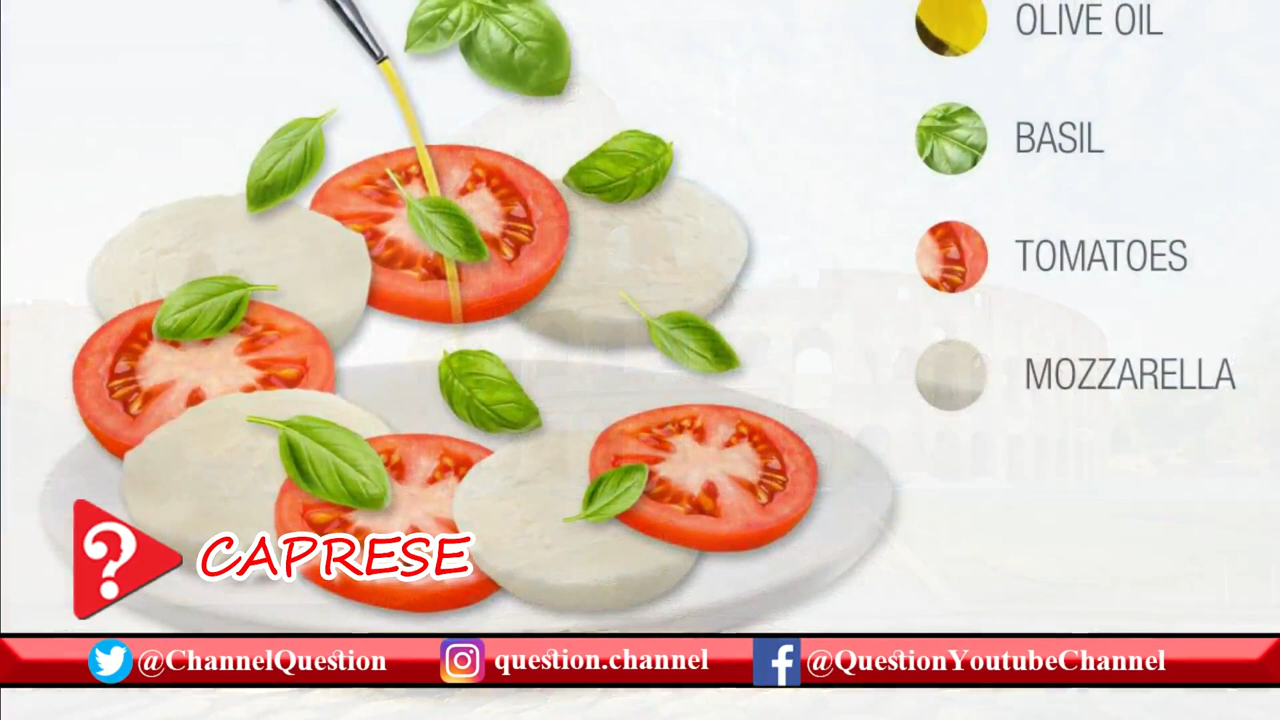 OLIVE OIL
BASIL
TOMATOES
MOZZARELLA
?
CAPRESE
@ChannelQuestion
question.channel
@QuestionYoutubeChannel